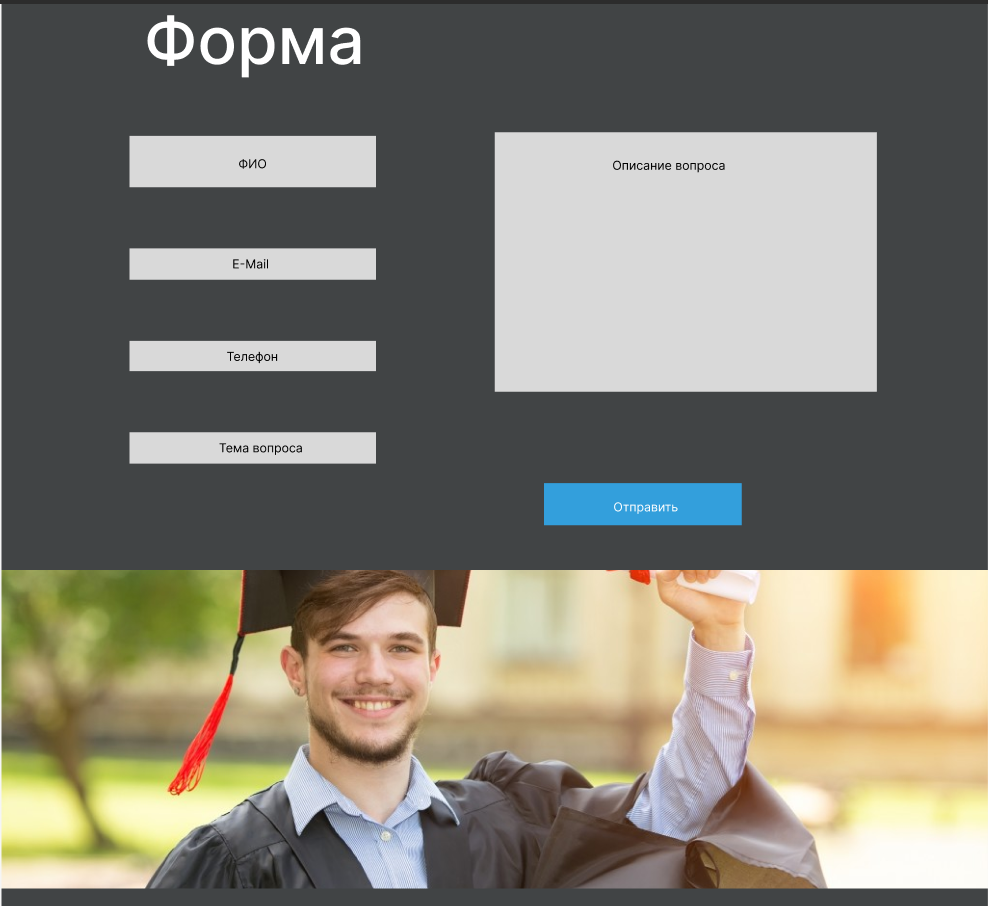 Форма
ФИО
E-Mail
Телефон
Тема вопроса
Описание вопроса
Отправить